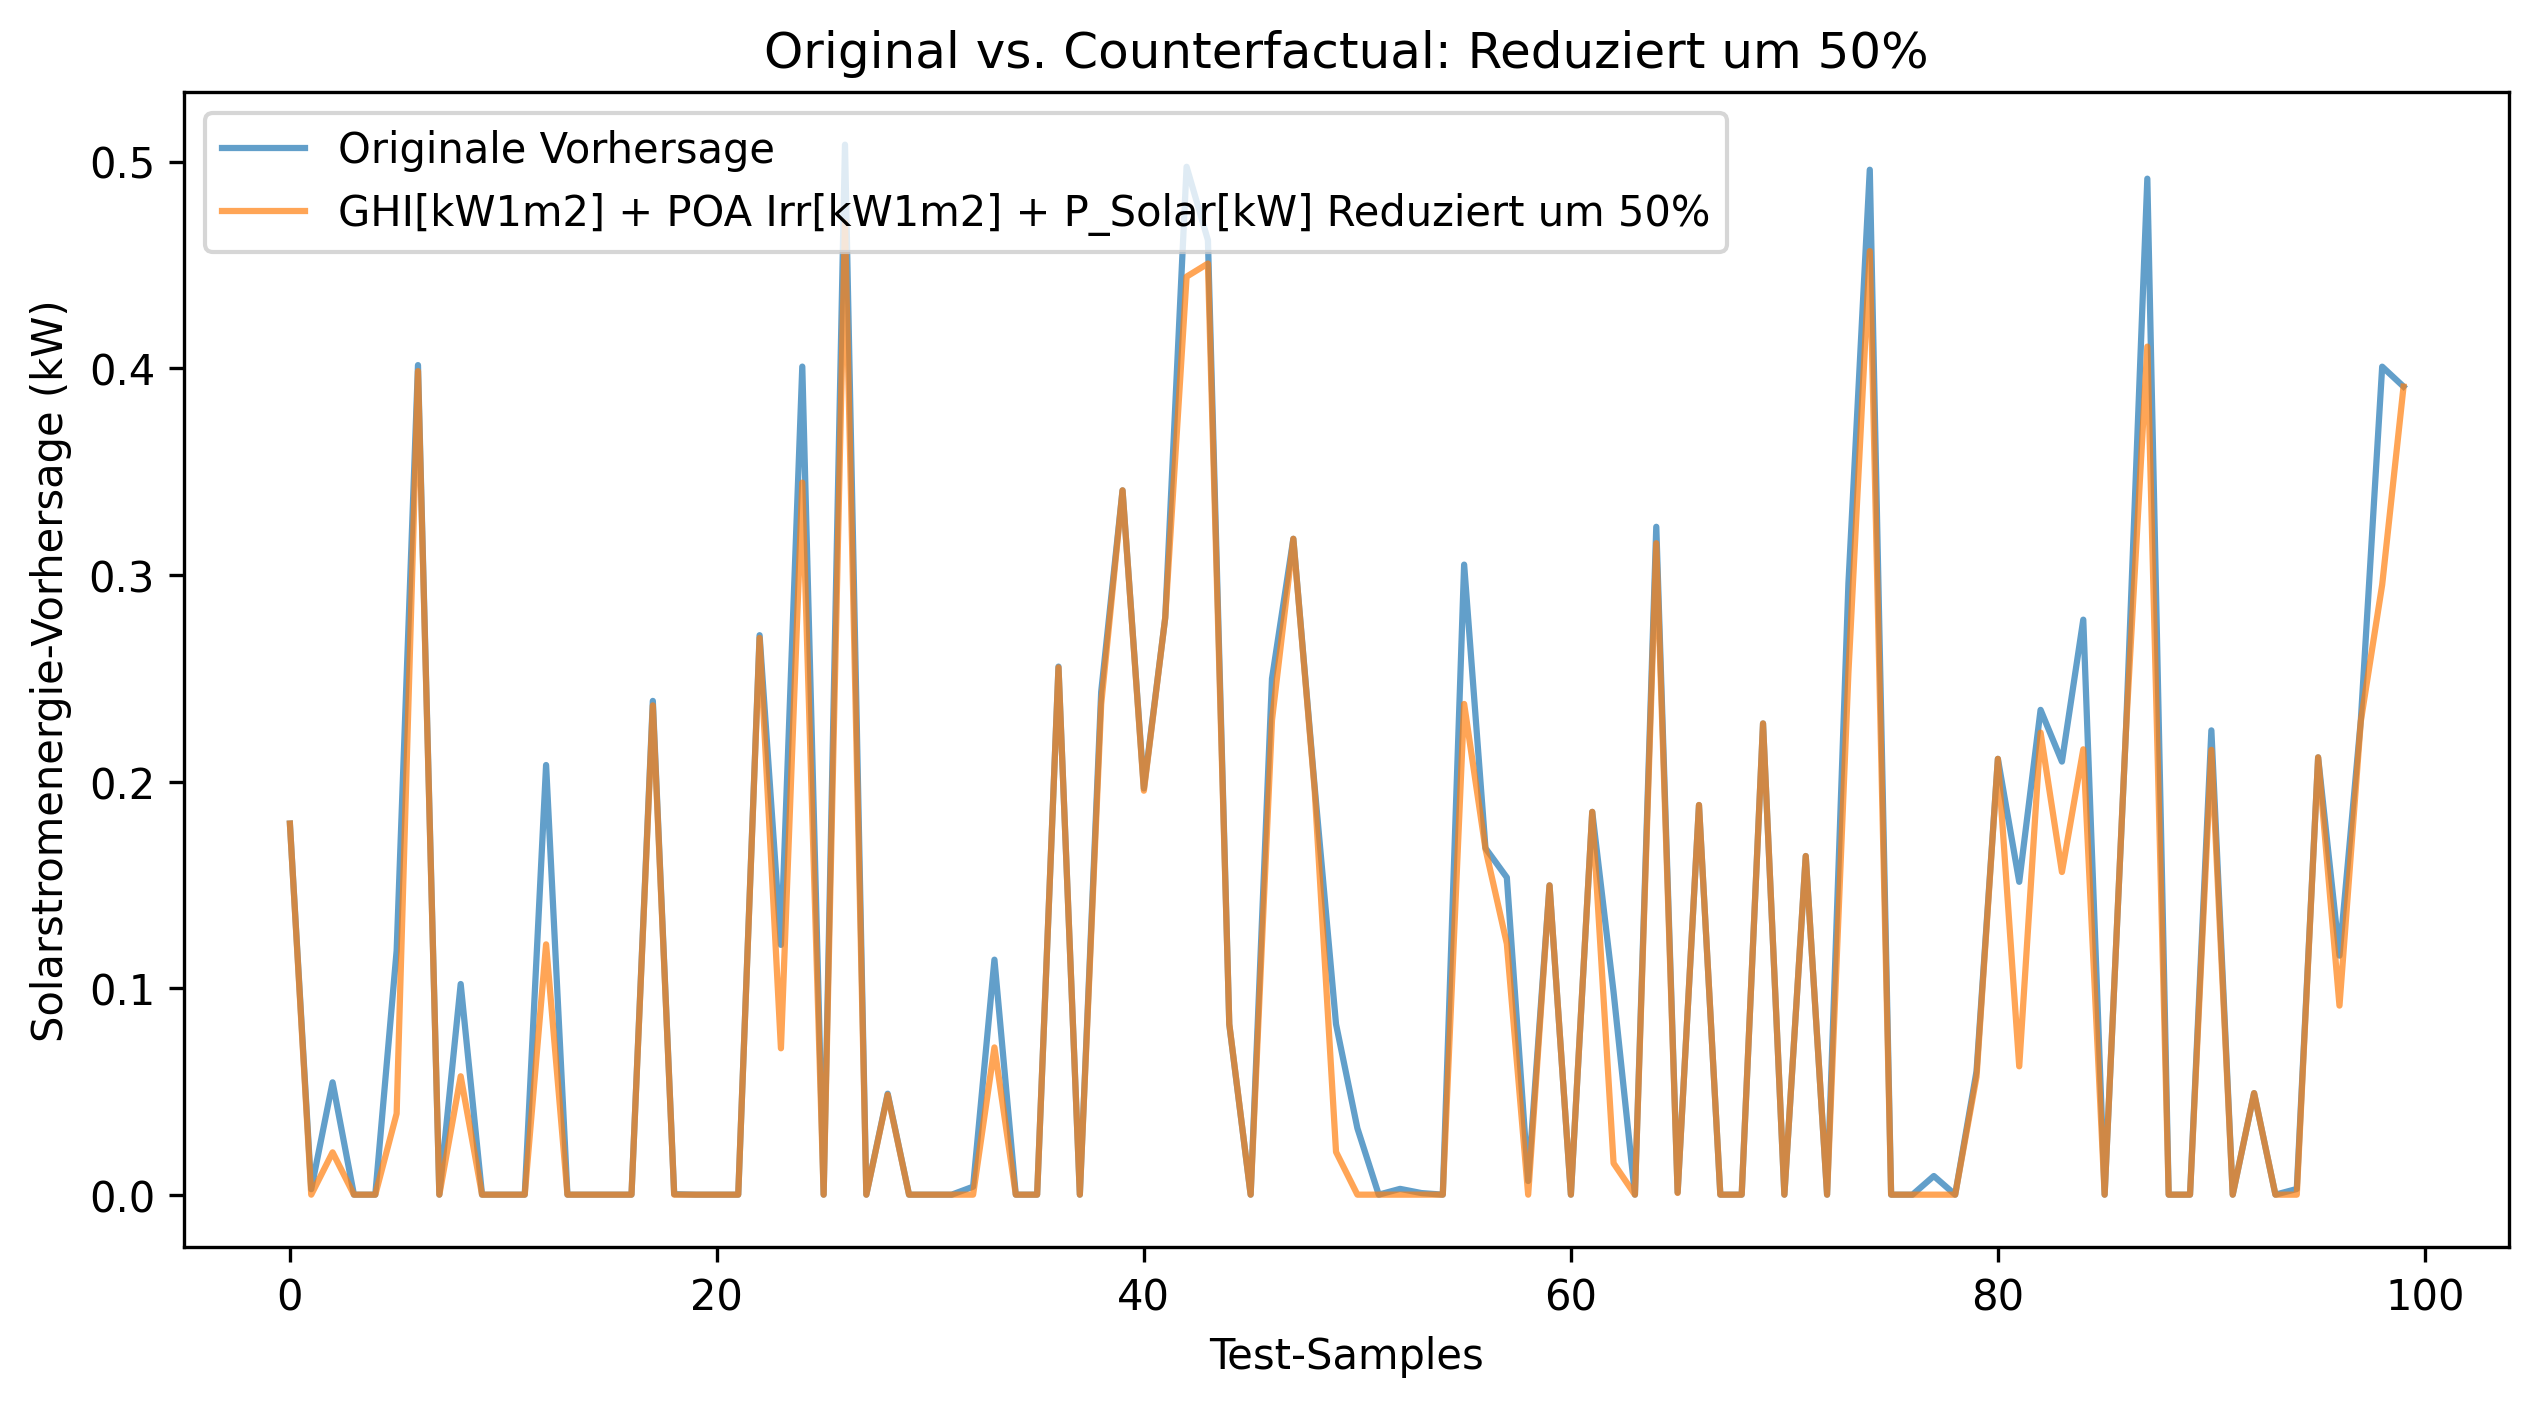 Original vs. Counterfactual: Reduziert um 50%
Originale Vorhersage
GHI[kW1m2] + POA Irr[kW1m2] + P_Solar[kW] Reduziert um 50%
Solarstromenergie-Vorhersage (kW)
0.5
0.4
0.3
0.2
0.1
0.0
0 20 40 60 80 100
Test-Samples